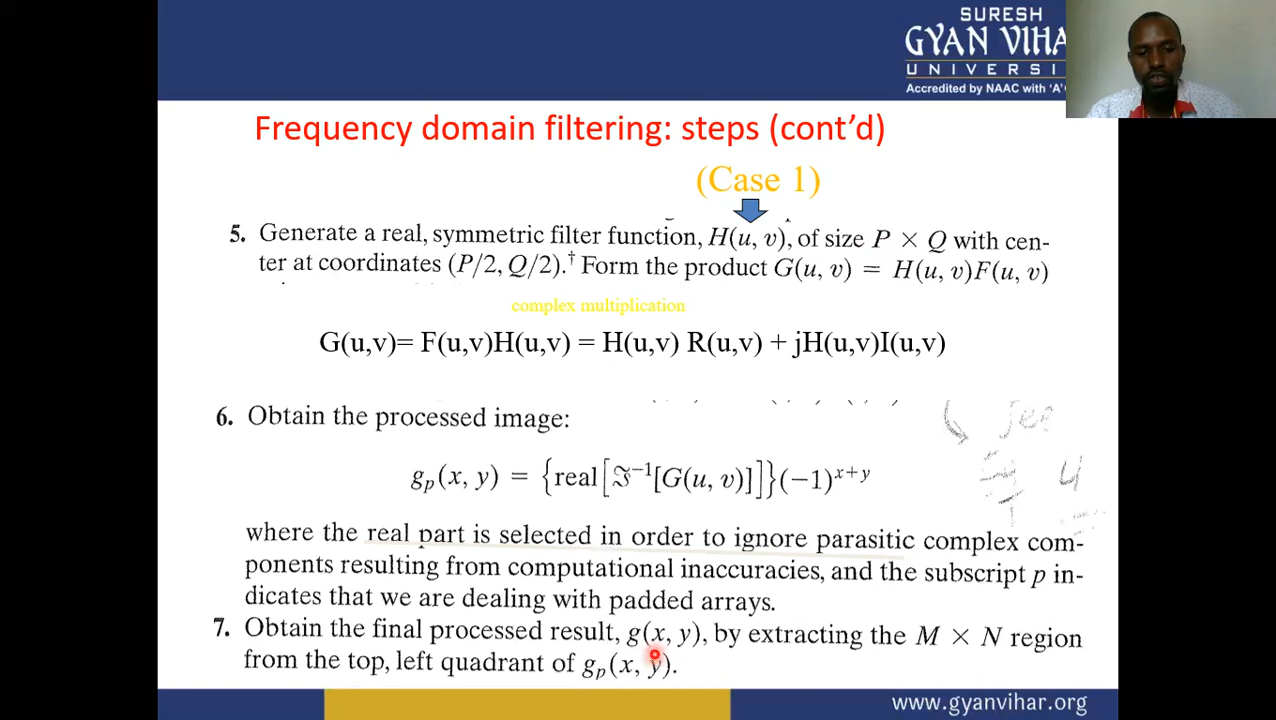 SURESH
GYAN VIHA
UNIVERSI
Accredited by NAAC with 'A'
Frequency domain filtering: steps (cont'd)
(Case 1)
5. Generate a real, symmetric filter function, H(u, v), of size P × Q with cen-
ter at coordinates (P/2, Q/2).† Form the product G(u, v) = H(u, v)F(u, v)
complex multiplication
G(u,v)= F(u,v)H(u,v) = H(u,v) R(u,v) + jH(u,v)I(u,v)
6. Obtain the processed image:
gₚ(x, y) = {real[ℑ⁻¹[G(u, v)]]}(−1)ˣ⁺ʸ
where the real part is selected in order to ignore parasitic complex com-
ponents resulting from computational inaccuracies, and the subscript p in-
dicates that we are dealing with padded arrays.
7. Obtain the final processed result, g(x, y), by extracting the M × N region
from the top, left quadrant of gₚ(x, y).
www.gyanvihar.org